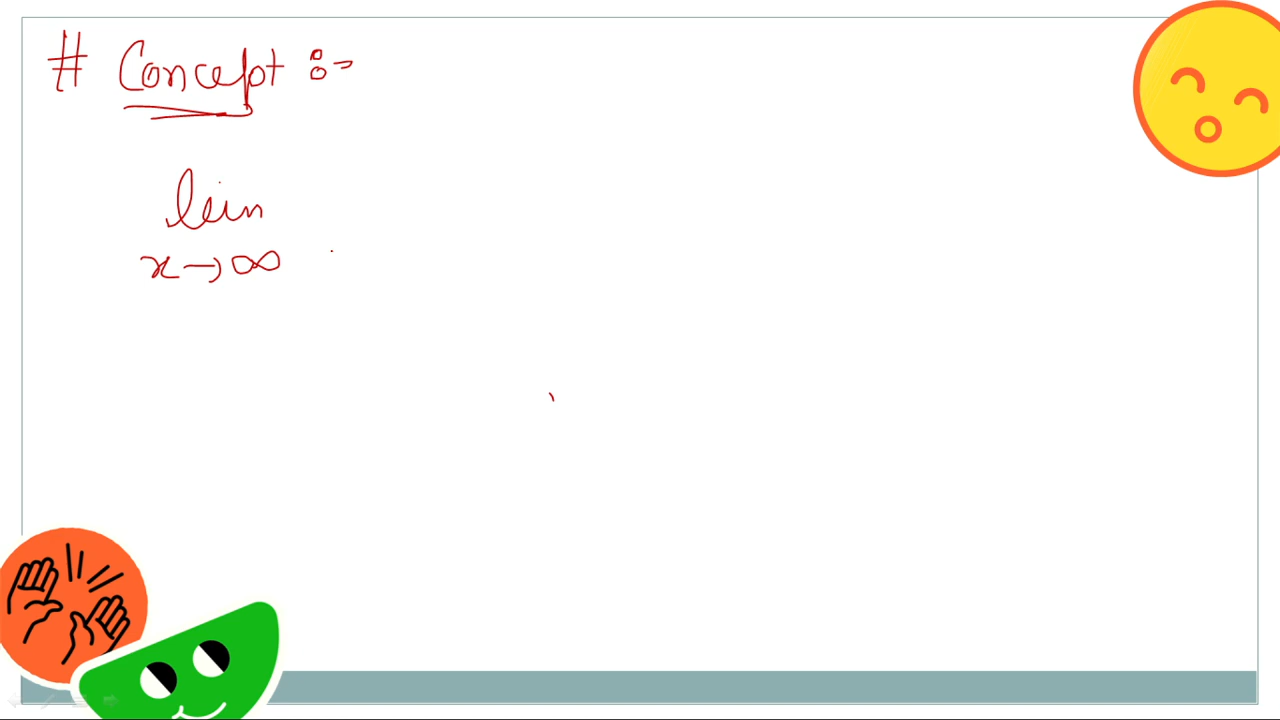 # Concept :-
lim
x→∞